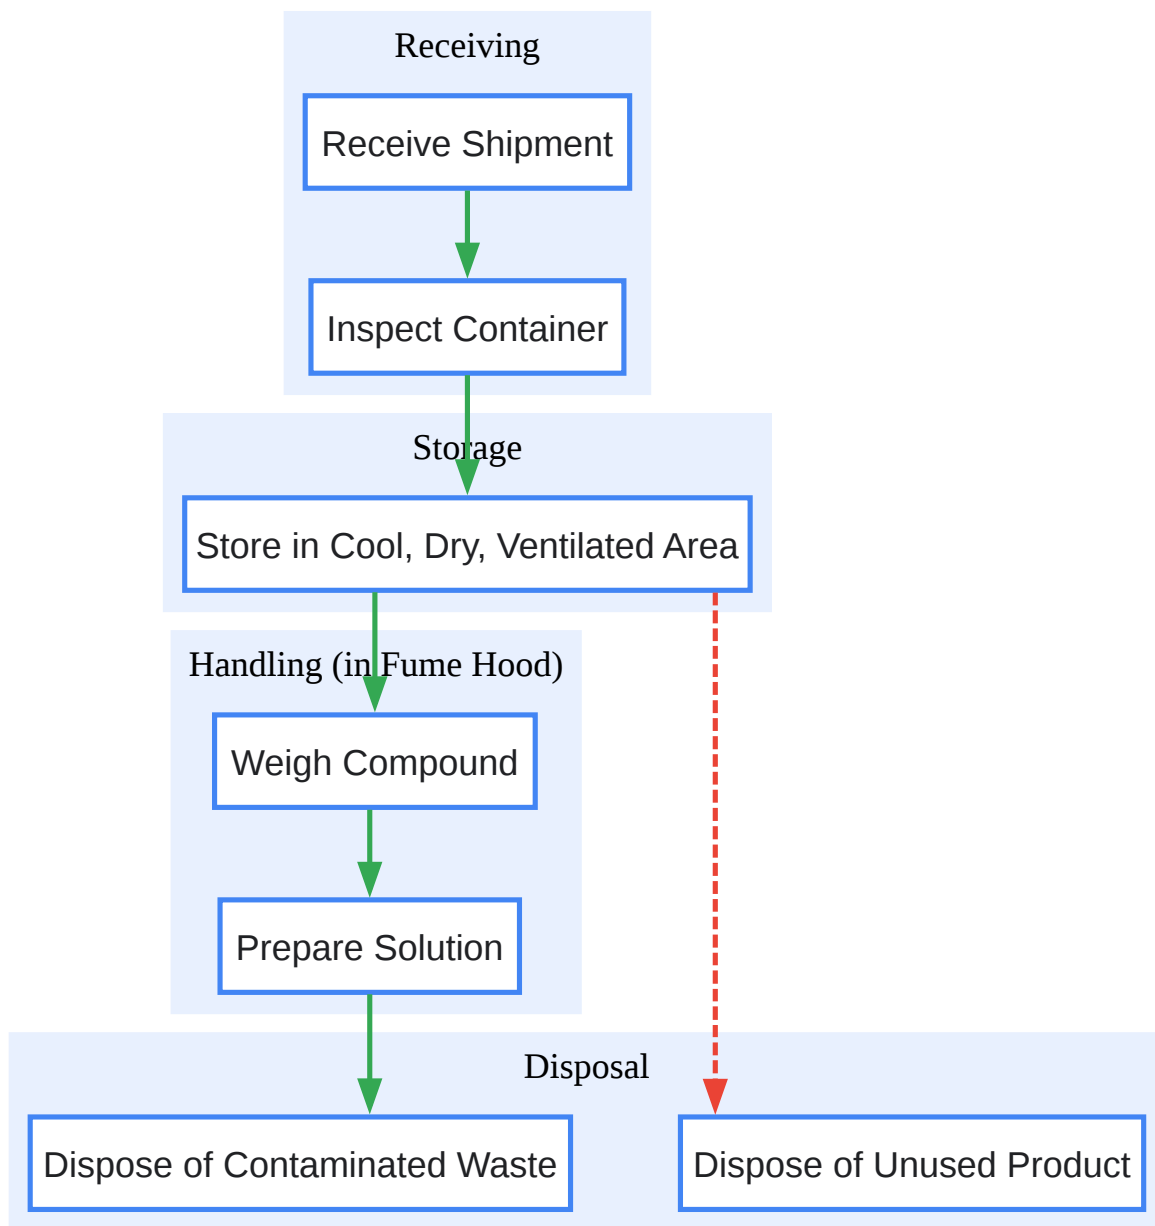 Receiving
Receive Shipment
Inspect Container
Storage
Store in Cool, Dry, Ventilated Area
Handling (in Fume Hood)
Weigh Compound
Prepare Solution
Disposal
Dispose of Contaminated Waste
Dispose of Unused Product